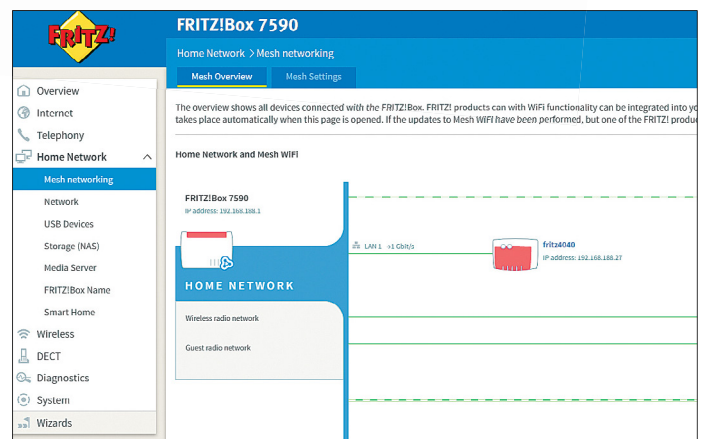 FRITZ!
FRITZ!Box 7590
Home Network > Mesh networking
Mesh Overview
Mesh Settings
Overview
Internet
Telephony
Home Network
Mesh networking
Network
USB Devices
Storage (NAS)
Media Server
FRITZ!Box Name
Smart Home
Wireless
DECT
Diagnostics
System
Wizards
The overview shows all devices connected with the FRITZ!Box. FRITZ! products can with WiFi functionality can be integrated into
takes place automatically when this page is opened. If the updates to Mesh WiFi have been performed, but one of the FRITZ!
Home Network and Mesh WiFi
FRITZ!Box 7590
IP address: 192.168.188.1
LAN 1 →1 Gbit/s
fritz4040
IP address: 192.168.188.27
HOME NETWORK
Wireless radio network
Guest radio network